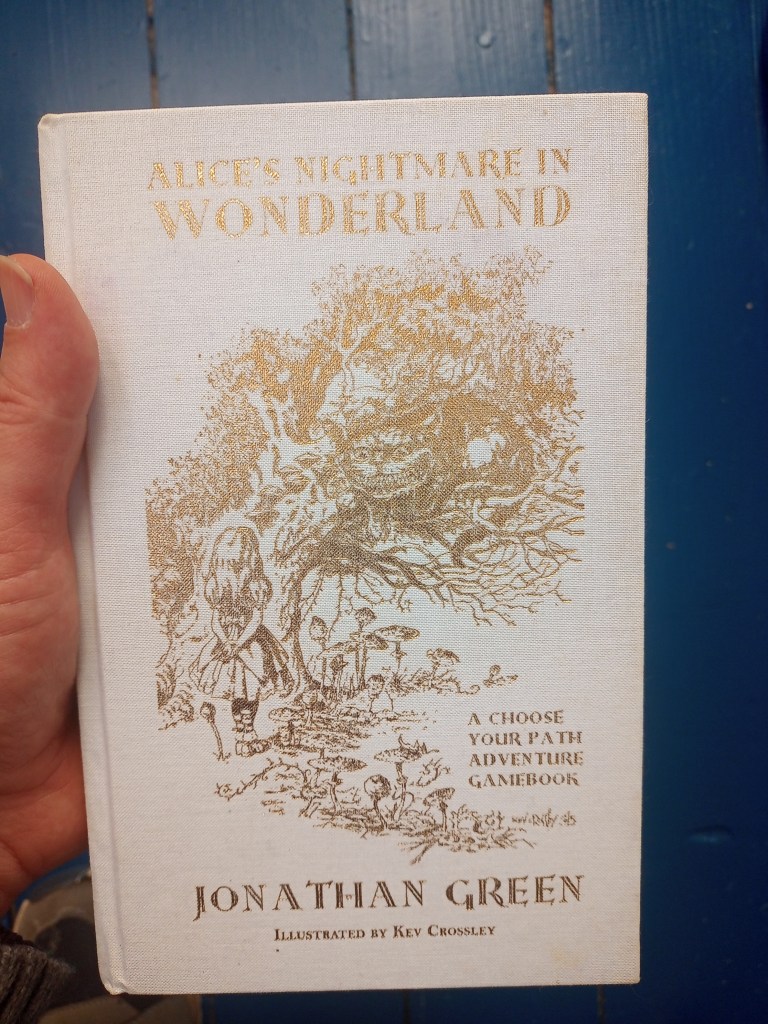 ALICE'S NIGHTMARE IN
WONDERLAND
A CHOOSE
YOUR PATH
ADVENTURE
GAMEBOOK
JONATHAN GREEN
ILLUSTRATED BY KEV CROSSLEY